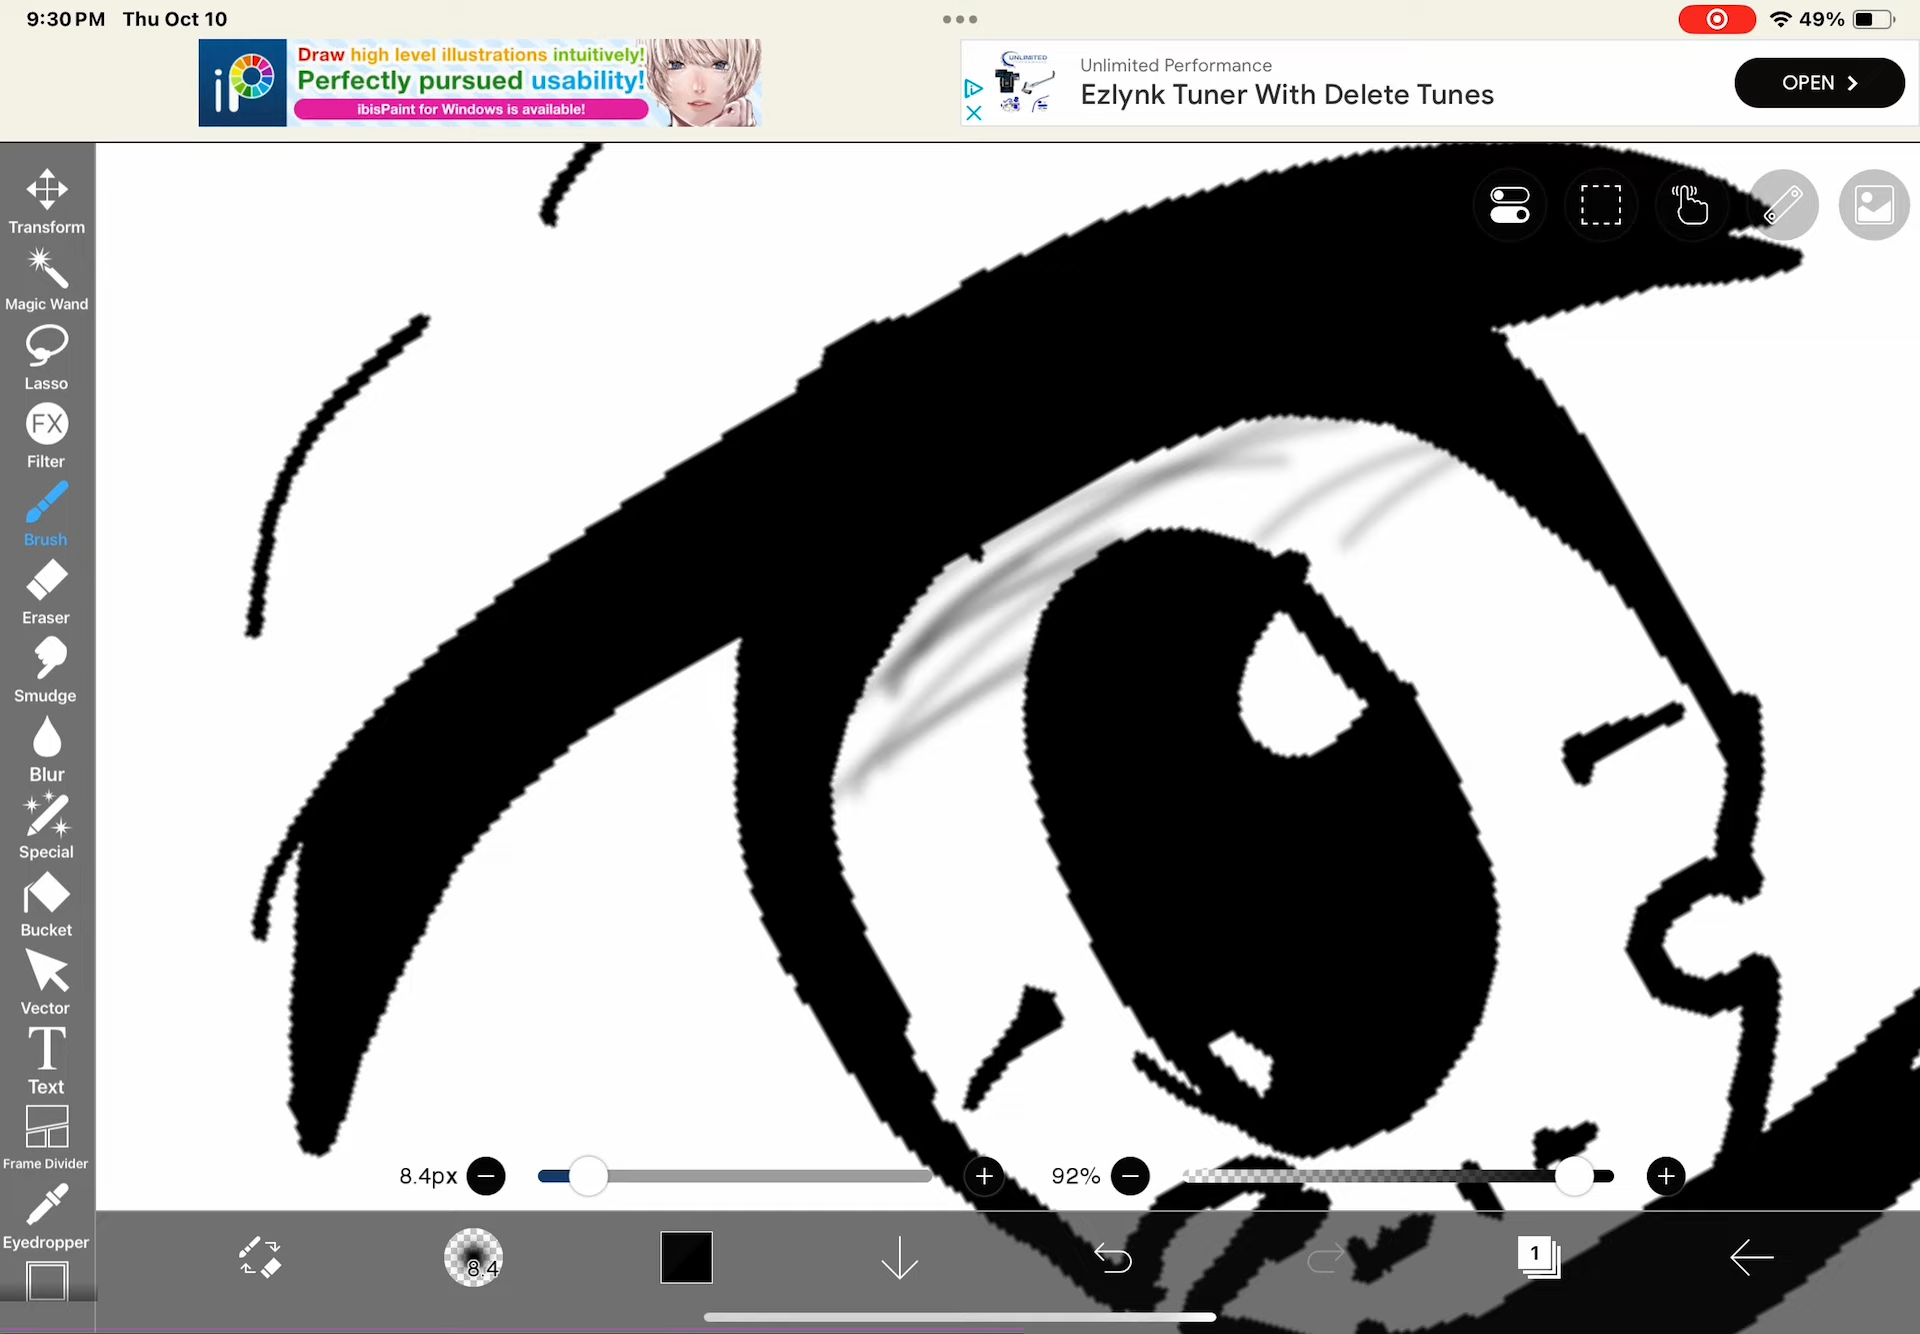 9:30 PM Thu Oct 10
49%
iP
Draw high level illustrations intuitively!
Perfectly pursued usability!
ibisPaint for Windows is available!
UNLIMITED
Unlimited Performance
Ezlynk Tuner With Delete Tunes
OPEN
Transform
Magic Wand
Lasso
FX
Filter
Brush
Eraser
Smudge
Blur
Special
Bucket
Vector
T
Text
Frame Divider
Eyedropper
8.4px
92%
8.4
1